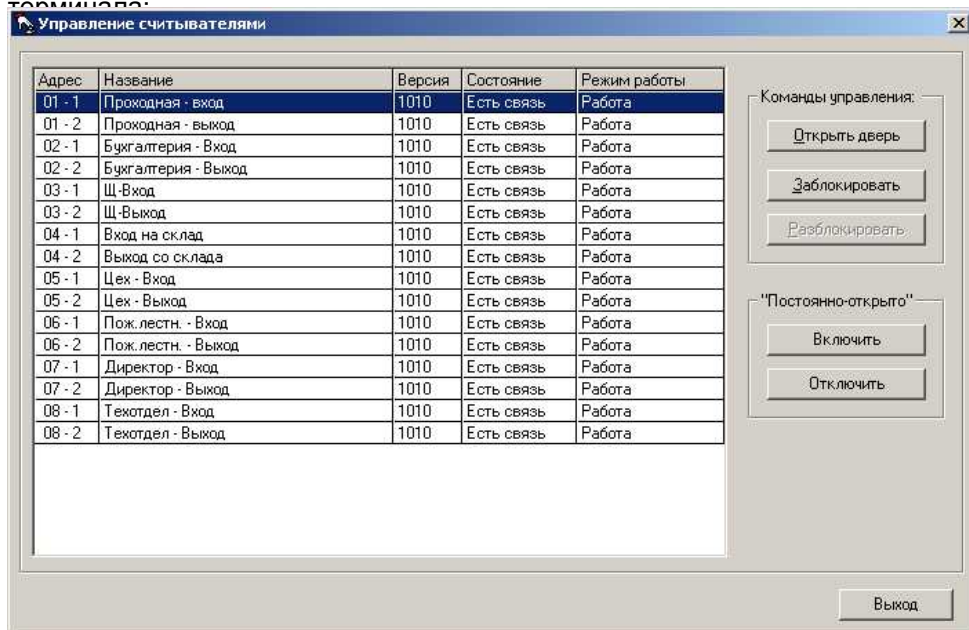 терминала:
Управление считывателями
Адрес Название Версия Состояние Режим работы
01 - 1 Проходная - вход 1010 Есть связь Работа
01 - 2 Проходная - выход 1010 Есть связь Работа
02 - 1 Бухгалтерия - Вход 1010 Есть связь Работа
02 - 2 Бухгалтерия - Выход 1010 Есть связь Работа
03 - 1 Щ-Вход 1010 Есть связь Работа
03 - 2 Щ-Выход 1010 Есть связь Работа
04 - 1 Вход на склад 1010 Есть связь Работа
04 - 2 Выход со склада 1010 Есть связь Работа
05 - 1 Цех - Вход 1010 Есть связь Работа
05 - 2 Цех - Выход 1010 Есть связь Работа
06 - 1 Пож.лестн. - Вход 1010 Есть связь Работа
06 - 2 Пож.лестн. - Выход 1010 Есть связь Работа
07 - 1 Директор - Вход 1010 Есть связь Работа
07 - 2 Директор - Выход 1010 Есть связь Работа
08 - 1 Техотдел - Вход 1010 Есть связь Работа
08 - 2 Техотдел - Выход 1010 Есть связь Работа
Команды управления:
Открыть дверь
Заблокировать
Разблокировать
"Постоянно-открыто"
Включить
Отключить
Выход